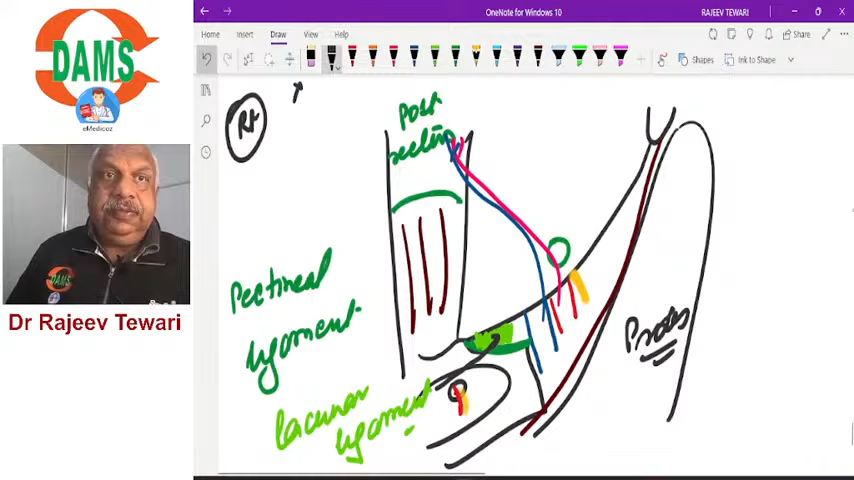 OneNote for Windows 10
RAJEEV TEWARI
Home Insert Draw View Help
Share
Shapes
Ink to Shape
DAMS
eMedicoz
Dr Rajeev Tewari
Rt
Post
rectus
Pectineal
ligament
lacunar
ligament
Psoas